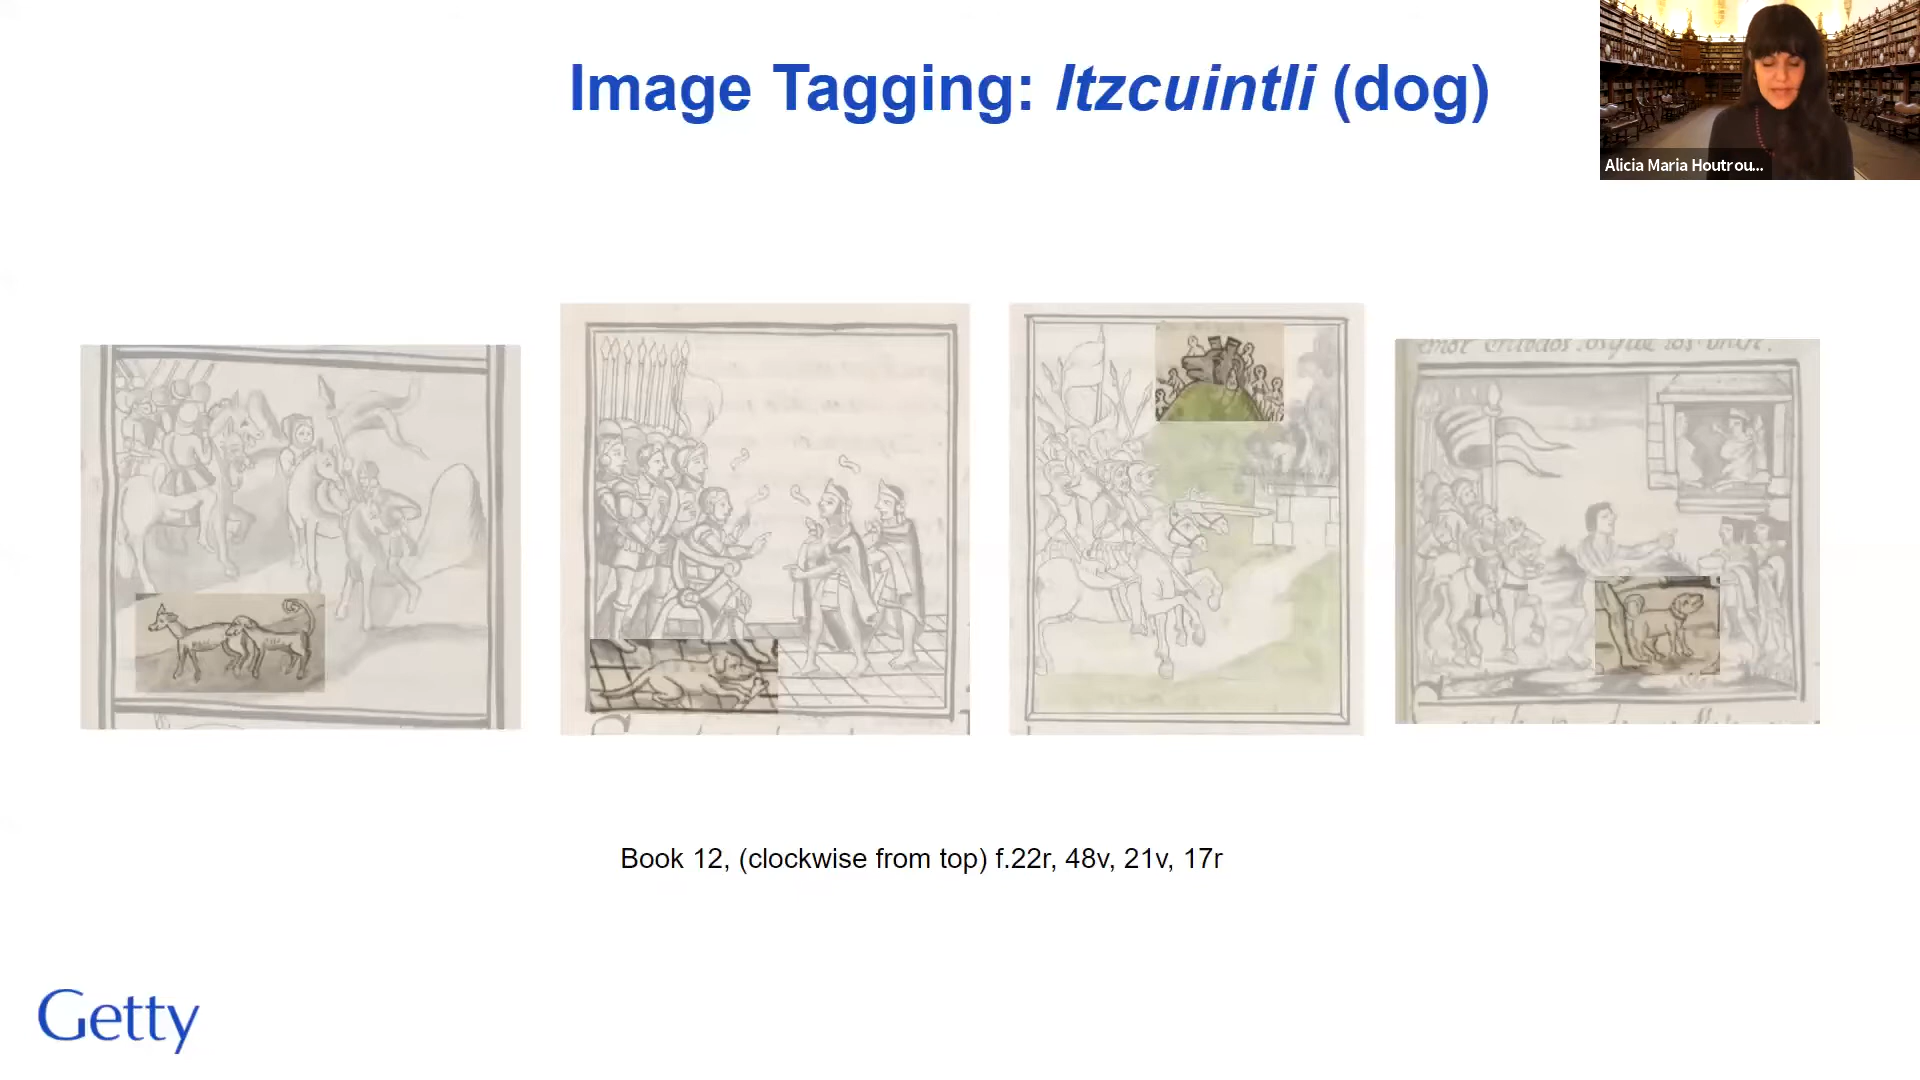 Image Tagging: Itzcuintli (dog)
Alicia Maria Houtrou...
Book 12, (clockwise from top) f.22r, 48v, 21v, 17r
Getty